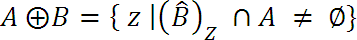 A ⊕B = { z |(B̂)_Z ∩ A ≠ ∅}